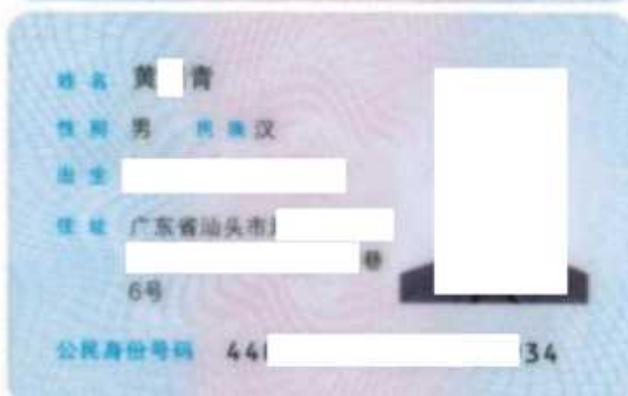 姓名 黄 青
性别 男 民族 汉
出生
住址 广东省汕头市
巷
6号
公民身份号码 44 34